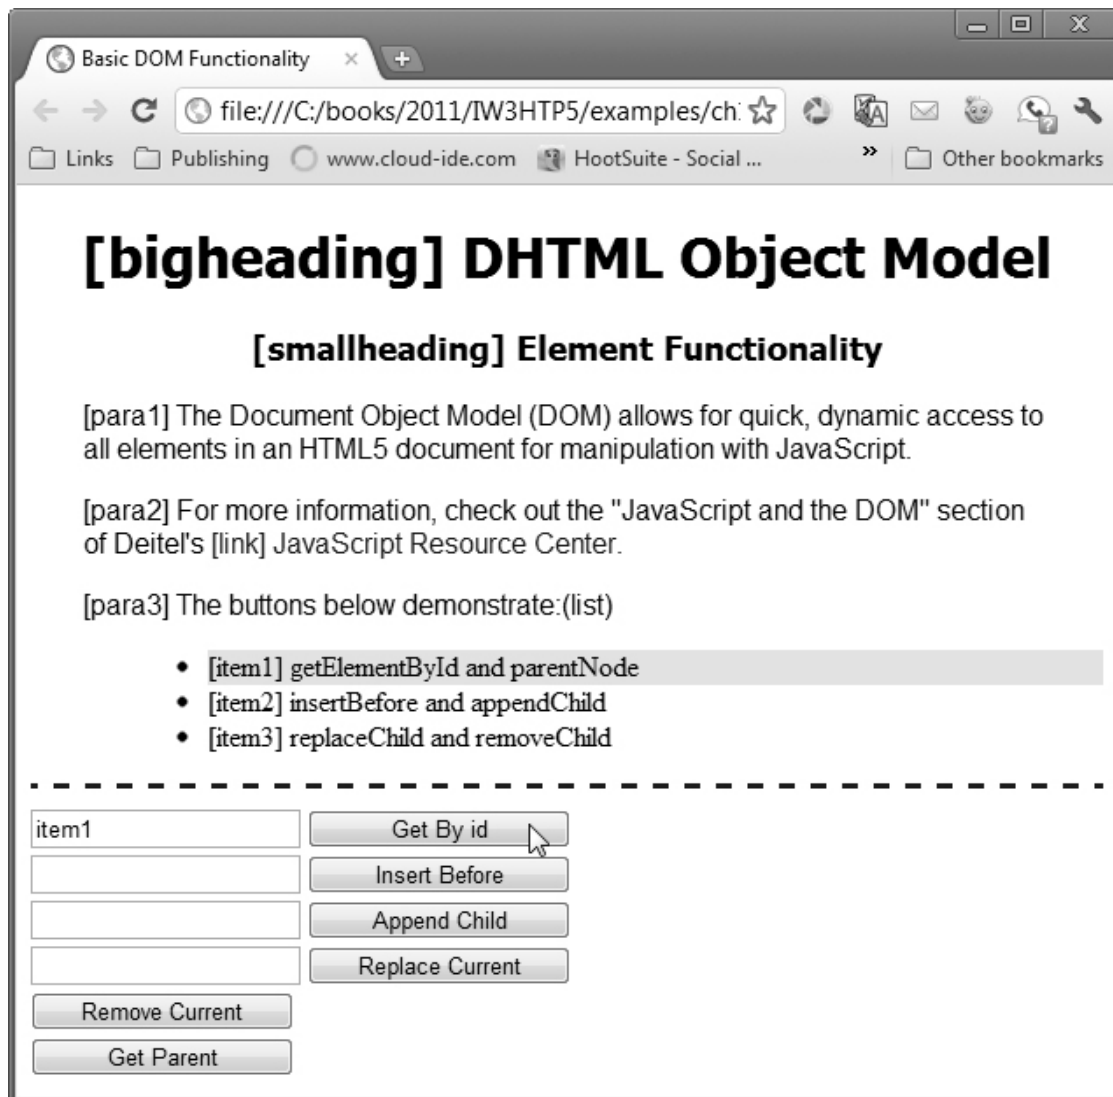 Basic DOM Functionality
file:///C:/books/2011/IW3HTP5/examples/ch
Links Publishing www.cloud-ide.com HootSuite - Social ... » Other bookmarks
[bigheading] DHTML Object Model
[smallheading] Element Functionality
[para1] The Document Object Model (DOM) allows for quick, dynamic access to
all elements in an HTML5 document for manipulation with JavaScript.
[para2] For more information, check out the "JavaScript and the DOM" section
of Deitel's [link] JavaScript Resource Center.
[para3] The buttons below demonstrate:(list)
• [item1] getElementById and parentNode
• [item2] insertBefore and appendChild
• [item3] replaceChild and removeChild
item1 Get By id
Insert Before
Append Child
Replace Current
Remove Current
Get Parent